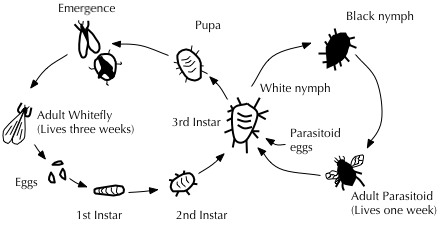 Emergence
Black nymph
Pupa
White nymph
Adult Whitefly
(Lives three weeks)
3rd Instar
Parasitoid
eggs
Eggs
1st Instar
2nd Instar
Adult Parasitoid
(Lives one week)